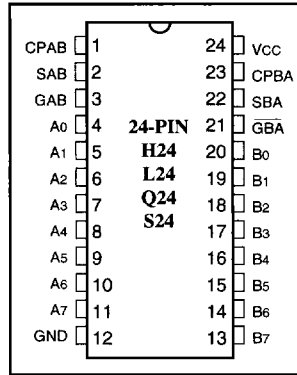 CPAB 1 24 VCC
SAB 2 23 CPBA
GAB 3 22 SBA
A0 4 24-PIN 21 G̅B̅A̅
A1 5 H24 20 B0
A2 6 L24 19 B1
A3 7 Q24 18 B2
A4 8 S24 17 B3
A5 9 16 B4
A6 10 15 B5
A7 11 14 B6
GND 12 13 B7